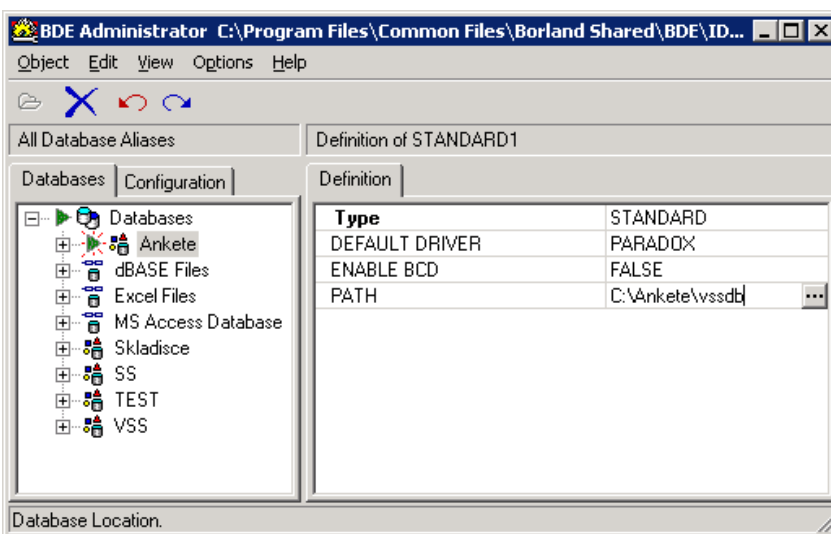 BDE Administrator C:\Program Files\Common Files\Borland Shared\BDE\ID...
Object Edit View Options Help
All Database Aliases
Definition of STANDARD1
Databases Configuration
Definition
Databases
Ankete
dBASE Files
Excel Files
MS Access Database
Skladisce
SS
TEST
VSS
Type STANDARD
DEFAULT DRIVER PARADOX
ENABLE BCD FALSE
PATH C:\Ankete\vssdb ...
Database Location.